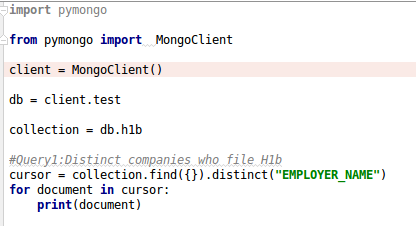 import pymongo
from pymongo import  MongoClient
client = MongoClient()
db = client.test
collection = db.h1b
#Query1:Distinct companies who file H1b
cursor = collection.find({}).distinct("EMPLOYER_NAME")
for document in cursor:
    print(document)